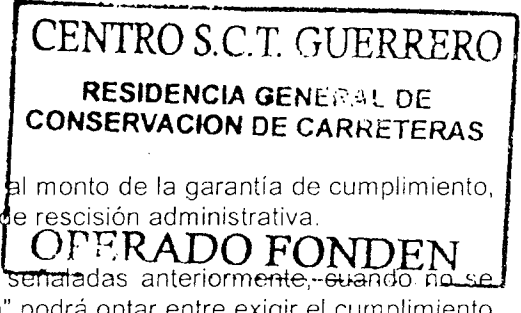 CENTRO S.C.T. GUERRERO
RESIDENCIA GENERAL DE
CONSERVACION DE CARRETERAS
al monto de la garantía de cumplimiento,
de rescisión administrativa.
OPERADO FONDEN
señaladas anteriormente, cuando no se
podrá optar entre exigir el cumplimiento